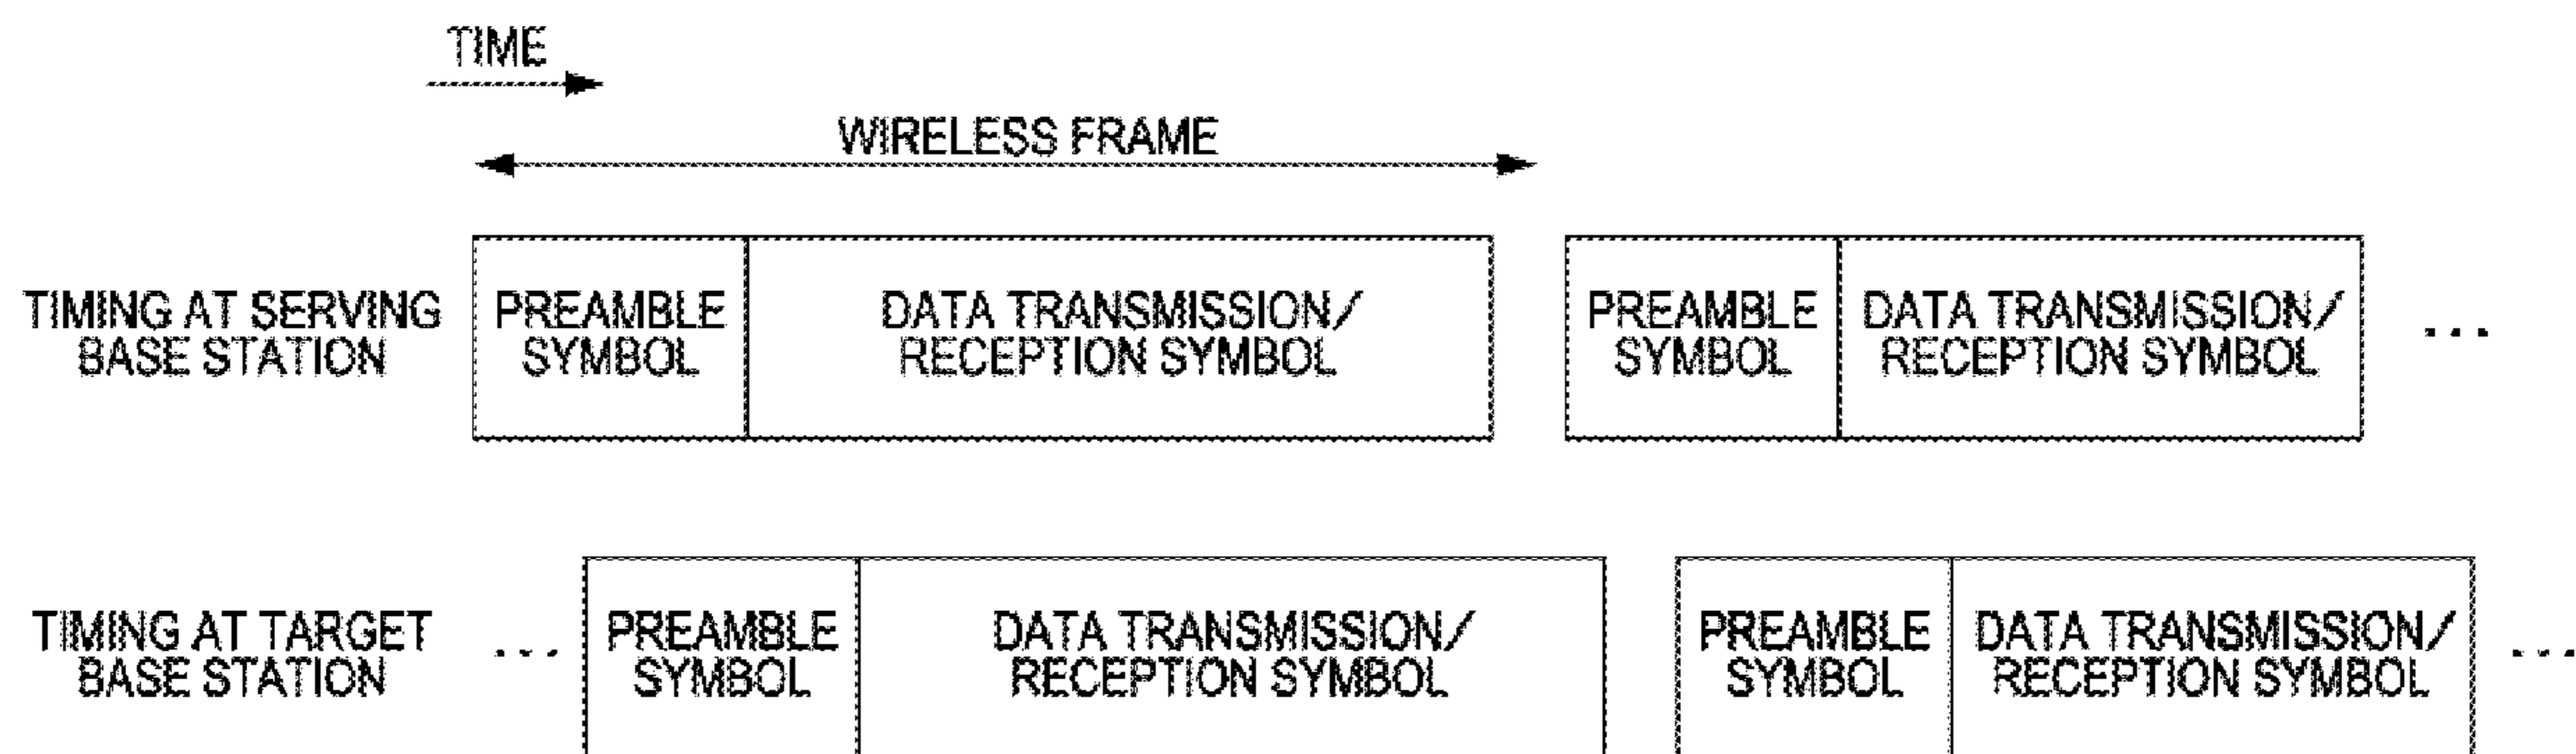 TIME
WIRELESS FRAME
TIMING AT SERVING
BASE STATION
PREAMBLE
SYMBOL
DATA TRANSMISSION/
RECEPTION SYMBOL
PREAMBLE
SYMBOL
DATA TRANSMISSION/
RECEPTION SYMBOL
...
TIMING AT TARGET
BASE STATION
...
PREAMBLE
SYMBOL
DATA TRANSMISSION/
RECEPTION SYMBOL
PREAMBLE
SYMBOL
DATA TRANSMISSION/
RECEPTION SYMBOL
...